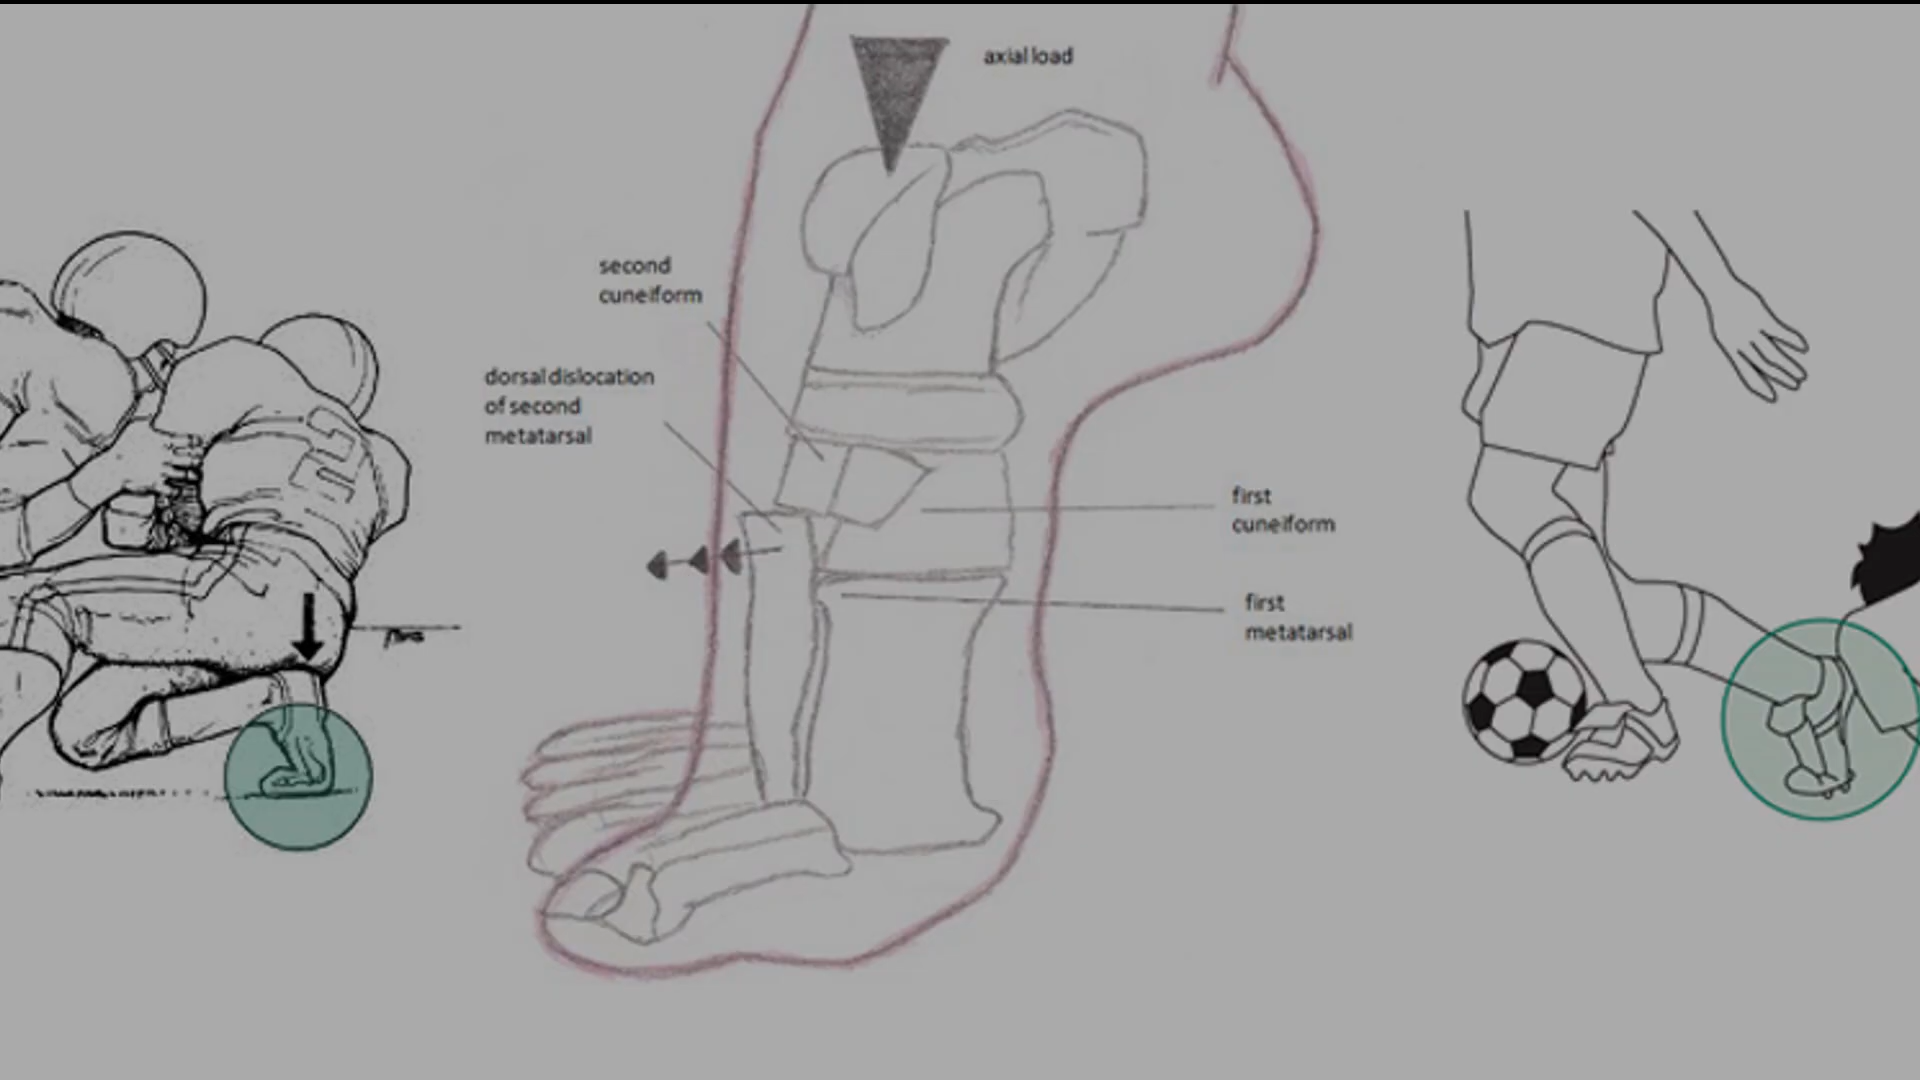 axial load
second
cuneiform
dorsal dislocation
of second
metatarsal
first
cuneiform
first
metatarsal